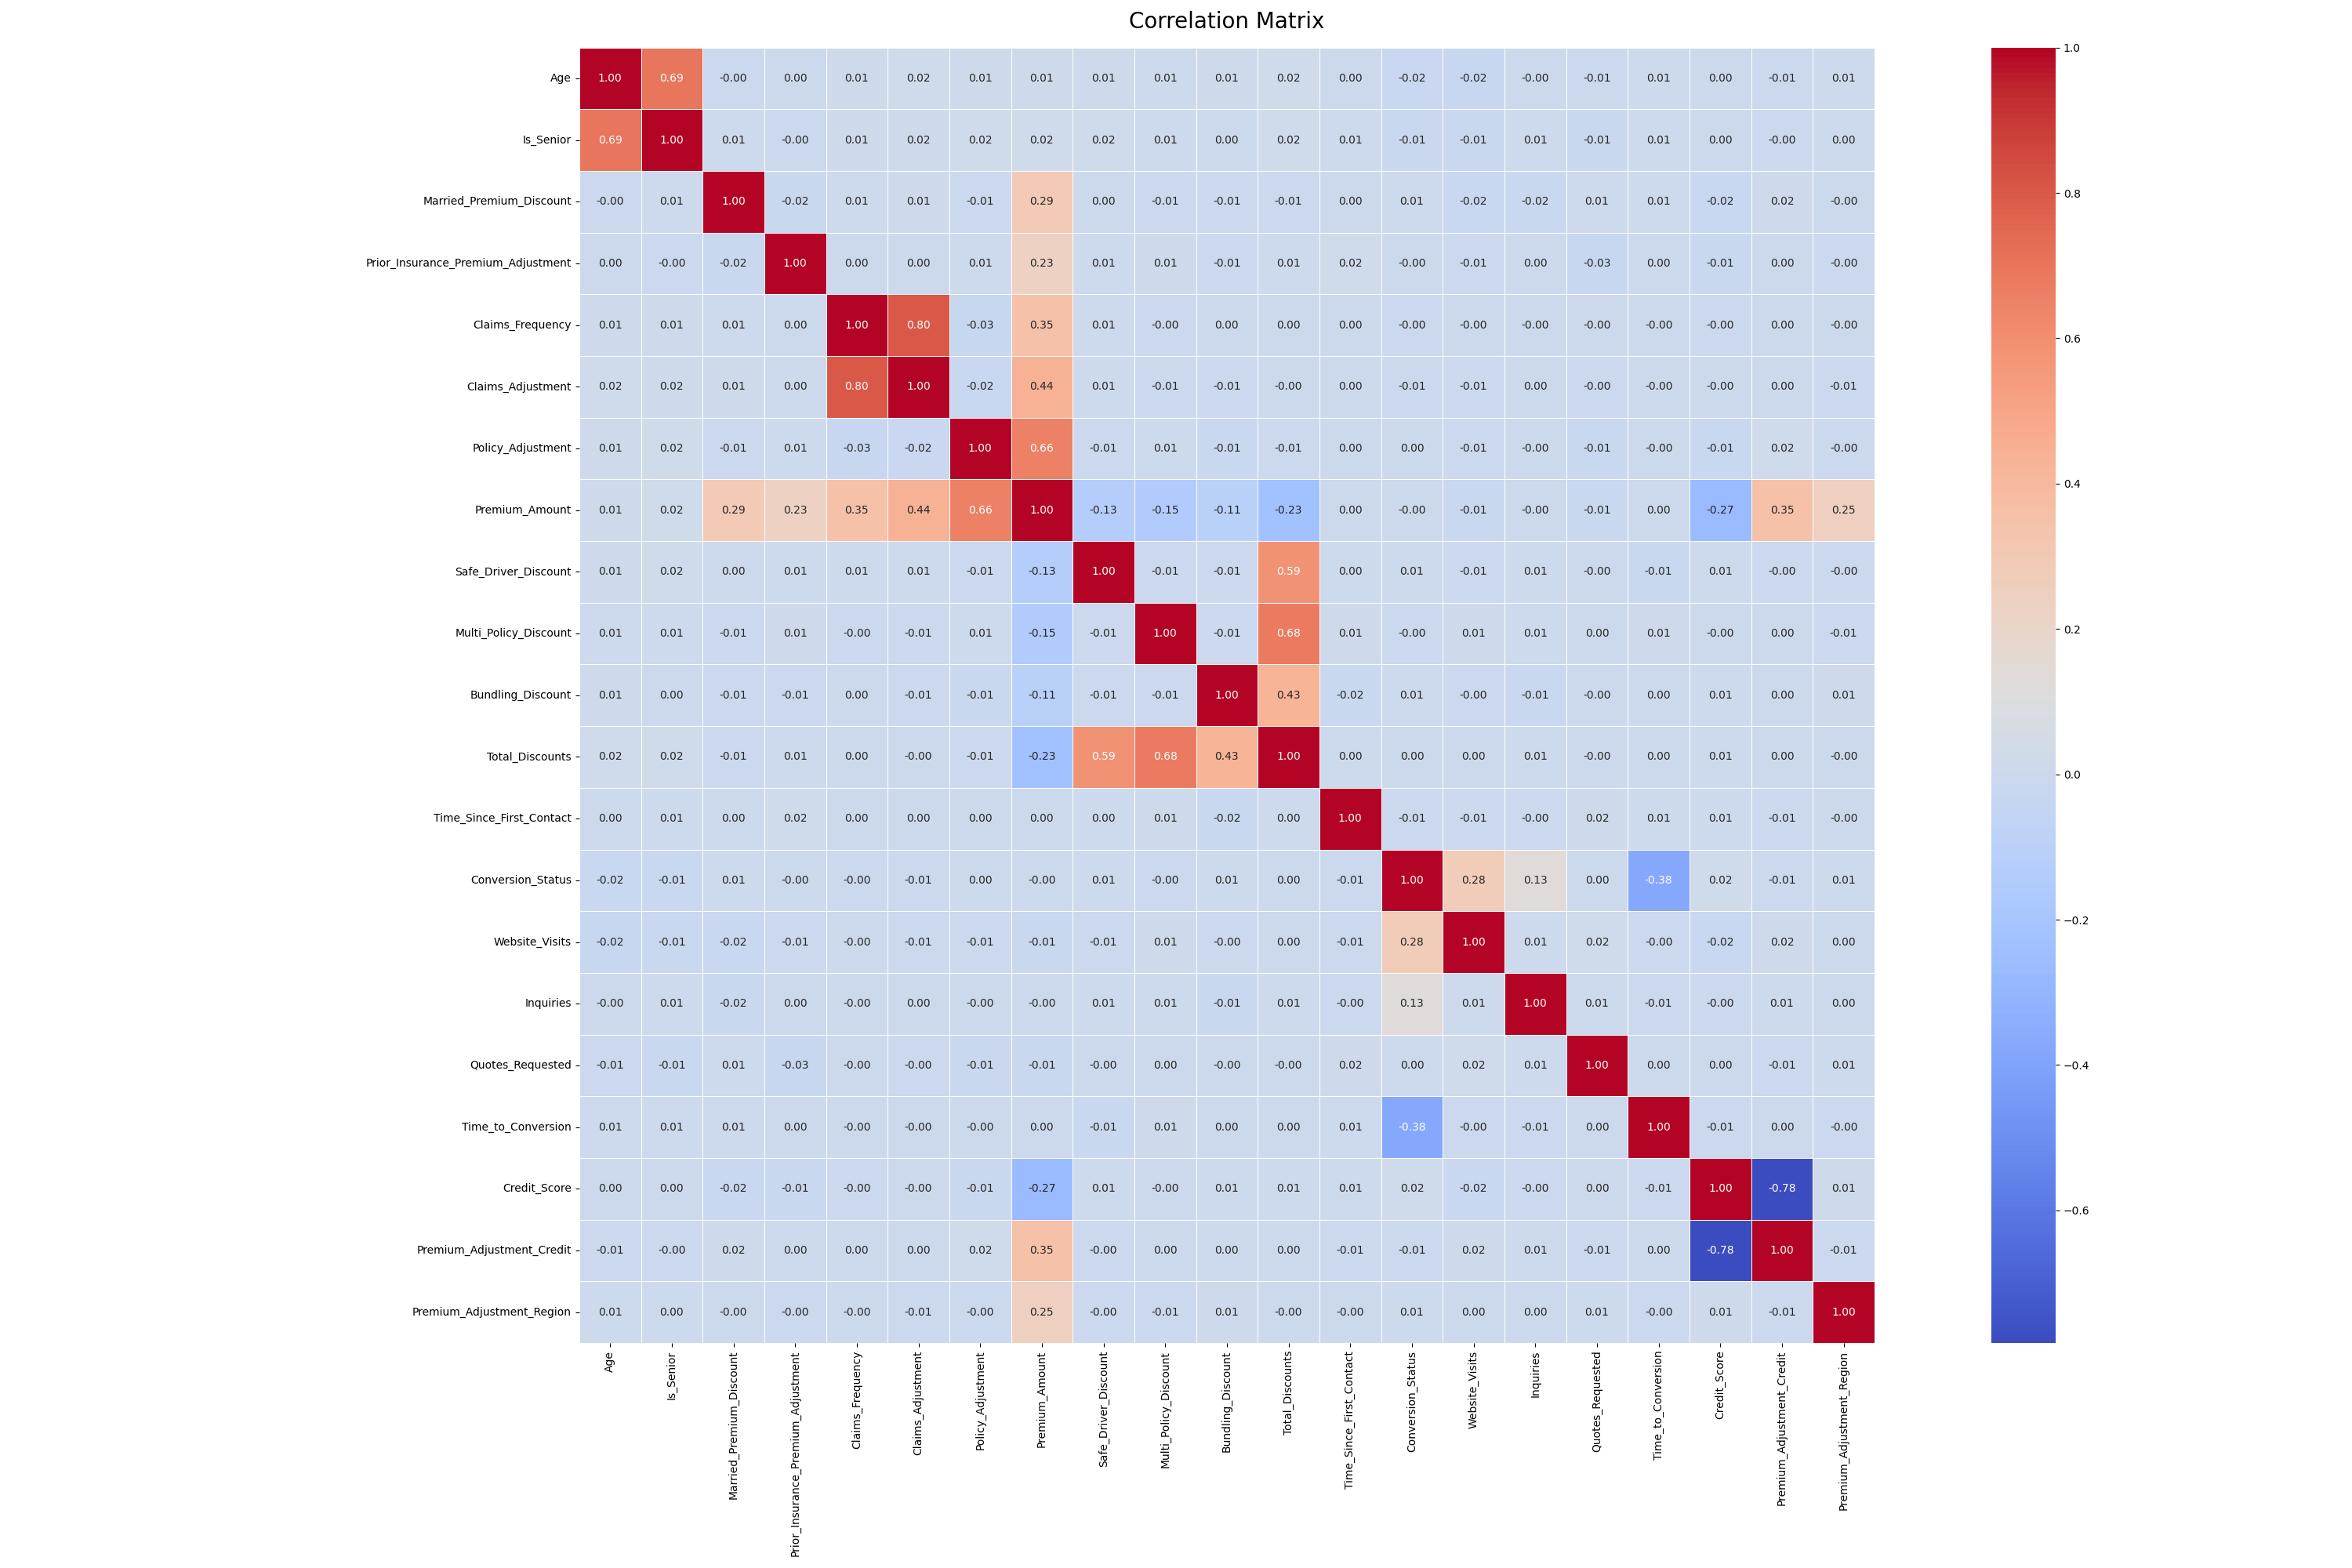 Correlation Matrix
Age 1.00 0.69 -0.00 0.00 0.01 0.02 0.01 0.01 0.01 0.01 0.01 0.02 0.00 -0.02 -0.02 -0.00 -0.01 0.01 0.00 -0.01 0.01
Is_Senior 0.69 1.00 0.01 -0.00 0.01 0.02 0.02 0.02 0.02 0.01 0.00 0.02 0.01 -0.01 -0.01 0.01 -0.01 0.01 0.00 -0.00 0.00
Married_Premium_Discount -0.00 0.01 1.00 -0.02 0.01 0.01 -0.01 0.29 0.00 -0.01 -0.01 -0.01 0.00 0.01 -0.02 -0.02 0.01 0.01 -0.02 0.02 -0.00
Prior_Insurance_Premium_Adjustment 0.00 -0.00 -0.02 1.00 0.00 0.00 0.01 0.23 0.01 0.01 -0.01 0.01 0.02 -0.00 -0.01 0.00 -0.03 0.00 -0.01 0.00 -0.00
Claims_Frequency 0.01 0.01 0.01 0.00 1.00 0.80 -0.03 0.35 0.01 -0.00 0.00 0.00 0.00 -0.00 -0.00 -0.00 -0.00 -0.00 -0.00 0.00 -0.00
Claims_Adjustment 0.02 0.02 0.01 0.00 0.80 1.00 -0.02 0.44 0.01 -0.01 -0.01 -0.00 0.00 -0.01 -0.01 0.00 -0.00 -0.00 -0.00 0.00 -0.01
Policy_Adjustment 0.01 0.02 -0.01 0.01 -0.03 -0.02 1.00 0.66 -0.01 0.01 -0.01 -0.01 0.00 0.00 -0.01 -0.00 -0.01 -0.00 -0.01 0.02 -0.00
Premium_Amount 0.01 0.02 0.29 0.23 0.35 0.44 0.66 1.00 -0.13 -0.15 -0.11 -0.23 0.00 -0.00 -0.01 -0.00 -0.01 0.00 -0.27 0.35 0.25
Safe_Driver_Discount 0.01 0.02 0.00 0.01 0.01 0.01 -0.01 -0.13 1.00 -0.01 -0.01 0.59 0.00 0.01 -0.01 0.01 -0.00 -0.01 0.01 -0.00 -0.00
Multi_Policy_Discount 0.01 0.01 -0.01 0.01 -0.00 -0.01 0.01 -0.15 -0.01 1.00 -0.01 0.68 0.01 -0.00 0.01 0.01 0.00 0.01 -0.00 0.00 -0.01
Bundling_Discount 0.01 0.00 -0.01 -0.01 0.00 -0.01 -0.01 -0.11 -0.01 -0.01 1.00 0.43 -0.02 0.01 -0.00 -0.01 -0.00 0.00 0.01 0.00 0.01
Total_Discounts 0.02 0.02 -0.01 0.01 0.00 -0.00 -0.01 -0.23 0.59 0.68 0.43 1.00 0.00 0.00 0.00 0.01 -0.00 0.00 0.01 0.00 -0.00
Time_Since_First_Contact 0.00 0.01 0.00 0.02 0.00 0.00 0.00 0.00 0.00 0.01 -0.02 0.00 1.00 -0.01 -0.01 -0.00 0.02 0.01 0.01 -0.01 -0.00
Conversion_Status -0.02 -0.01 0.01 -0.00 -0.00 -0.01 0.00 -0.00 0.01 -0.00 0.01 0.00 -0.01 1.00 0.28 0.13 0.00 -0.38 0.02 -0.01 0.01
Website_Visits -0.02 -0.01 -0.02 -0.01 -0.00 -0.01 -0.01 -0.01 -0.01 0.01 -0.00 0.00 -0.01 0.28 1.00 0.01 0.02 -0.00 -0.02 0.02 0.00
Inquiries -0.00 0.01 -0.02 0.00 -0.00 0.00 -0.00 -0.00 0.01 0.01 -0.01 0.01 -0.00 0.13 0.01 1.00 0.01 -0.01 -0.00 0.01 0.00
Quotes_Requested -0.01 -0.01 0.01 -0.03 -0.00 -0.00 -0.01 -0.01 -0.00 0.00 -0.00 -0.00 0.02 0.00 0.02 0.01 1.00 0.00 0.00 -0.01 0.01
Time_to_Conversion 0.01 0.01 0.01 0.00 -0.00 -0.00 -0.00 0.00 -0.01 0.01 0.00 0.00 0.01 -0.38 -0.00 -0.01 0.00 1.00 -0.01 0.00 -0.00
Credit_Score 0.00 0.00 -0.02 -0.01 -0.00 -0.00 -0.01 -0.27 0.01 -0.00 0.01 0.01 0.01 0.02 -0.02 -0.00 0.00 -0.01 1.00 -0.78 0.01
Premium_Adjustment_Credit -0.01 -0.00 0.02 0.00 0.00 0.00 0.02 0.35 -0.00 0.00 0.00 0.00 -0.01 -0.01 0.02 0.01 -0.01 0.00 -0.78 1.00 -0.01
Premium_Adjustment_Region 0.01 0.00 -0.00 -0.00 -0.00 -0.01 -0.00 0.25 -0.00 -0.01 0.01 -0.00 -0.00 0.01 0.00 0.00 0.01 -0.00 0.01 -0.01 1.00
Age
Is_Senior
Married_Premium_Discount
Prior_Insurance_Premium_Adjustment
Claims_Frequency
Claims_Adjustment
Policy_Adjustment
Premium_Amount
Safe_Driver_Discount
Multi_Policy_Discount
Bundling_Discount
Total_Discounts
Time_Since_First_Contact
Conversion_Status
Website_Visits
Inquiries
Quotes_Requested
Time_to_Conversion
Credit_Score
Premium_Adjustment_Credit
Premium_Adjustment_Region
1.0
0.8
0.6
0.4
0.2
0.0
−0.2
−0.4
−0.6